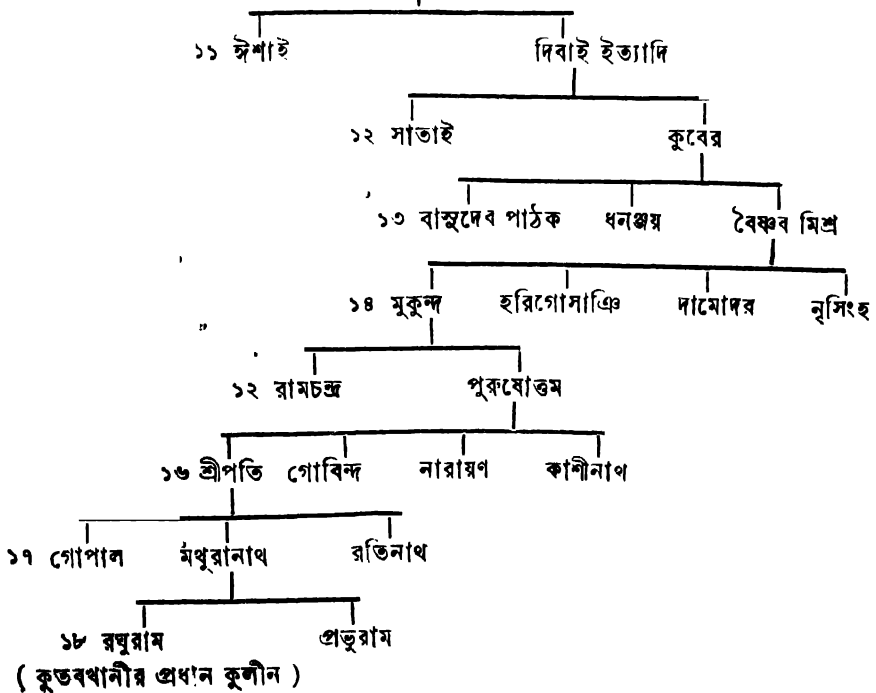 ১১ ঈশাই দিবাই ইত্যাদি
১২ সাতাই কুবের
১৩ বাসুদেব পাঠক ধনঞ্জয় বৈষ্ণব মিশ্র
১৪ মুকুন্দ হরিগোসাঞি দামোদর নৃসিংহ
১২ রামচন্দ্র পুরুষোত্তম
১৬ শ্রীপতি গোবিন্দ নারায়ণ কাশীনাথ
১৭ গোপাল মথুরানাথ রতিনাথ
১৮ রঘুরাম প্রভুরাম
( কুতবখানীর প্রধান কুলীন )